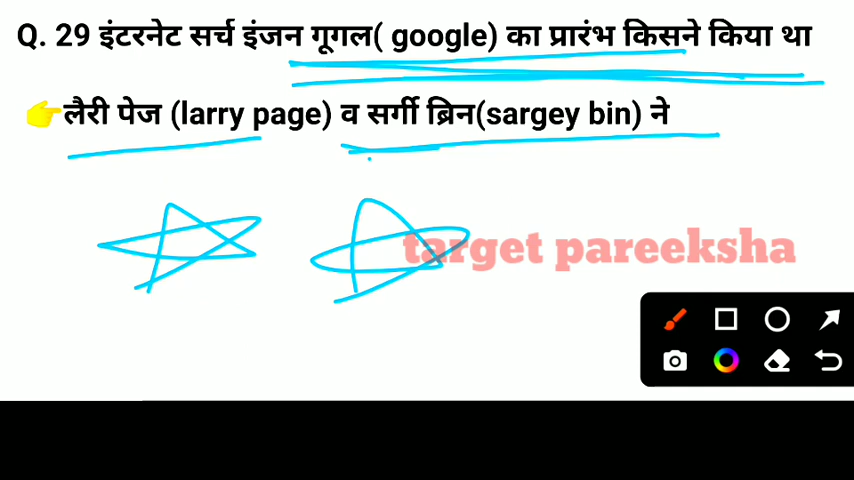 Q. 29 इंटरनेट सर्च इंजन गूगल( google) का प्रारंभ किसने किया था
👉लैरी पेज (larry page) व सर्गी ब्रिन(sargey bin) ने
target pareeksha